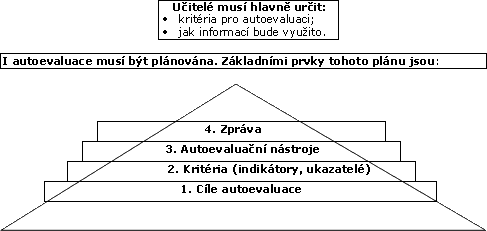 Učitelé musí hlavně určit:
• kritéria pro autoevaluaci;
• jak informací bude využito.
I autoevaluace musí být plánována. Základními prvky tohoto plánu jsou:
4. Zpráva
3. Autoevaluační nástroje
2. Kritéria (indikátory, ukazatelé)
1. Cíle autoevaluace